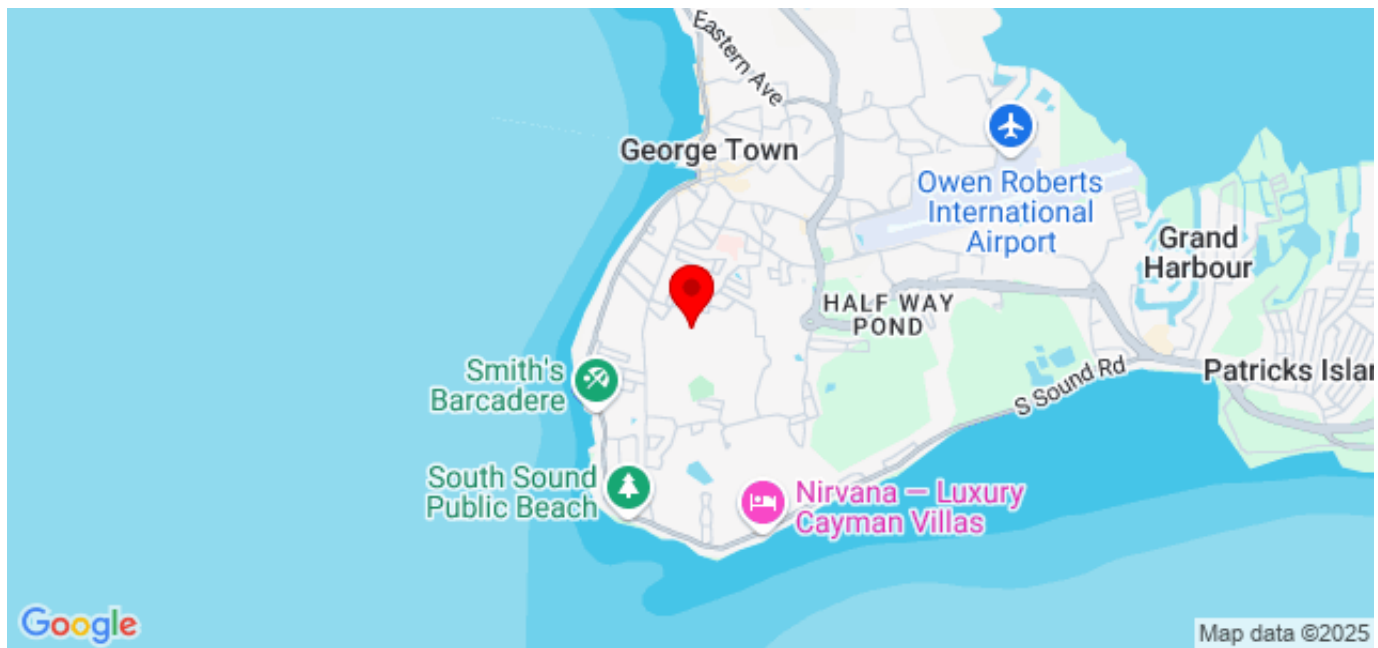 Eastern Ave
George Town
Owen Roberts
International
Airport
Grand
Harbour
HALF WAY
POND
Smith's
Barcadere
S Sound Rd
Patricks Islan
South Sound
Public Beach
Nirvana — Luxury
Cayman Villas
Google
Map data ©2025